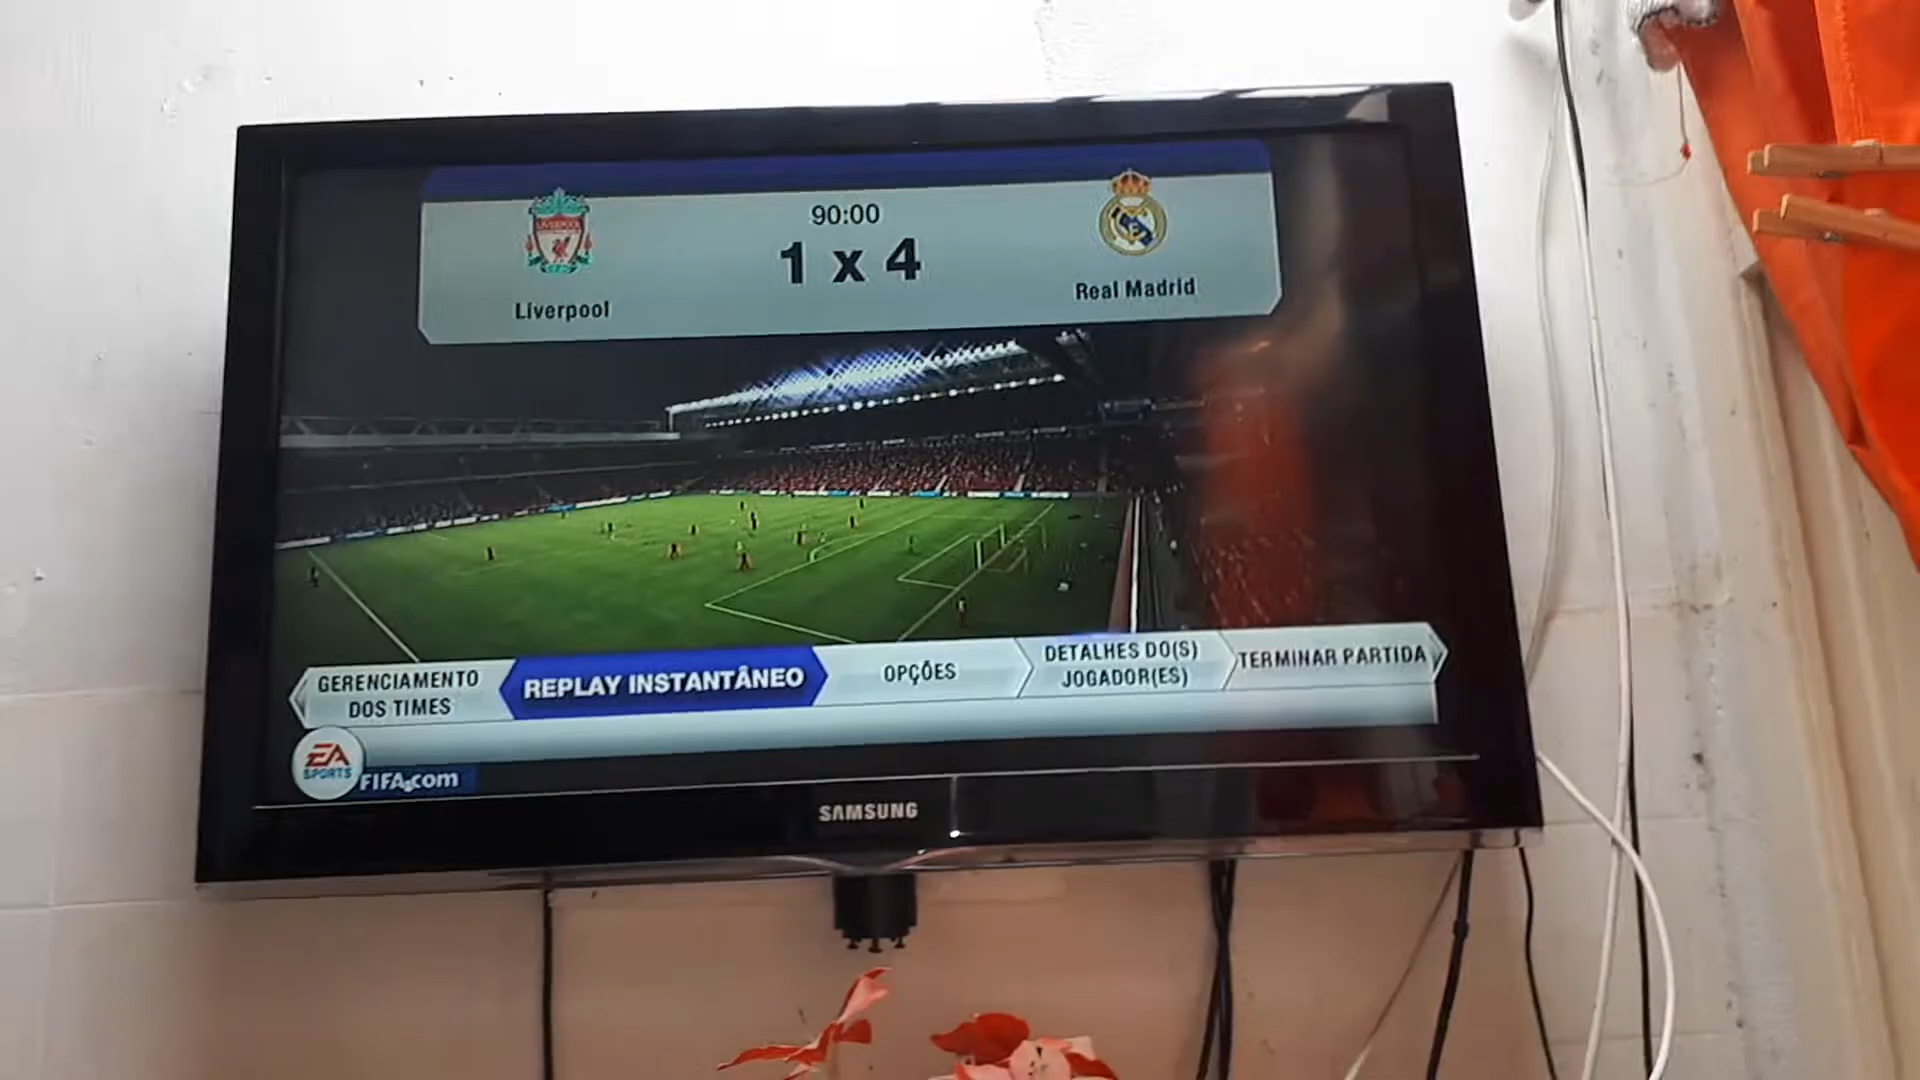 90:00
1 x 4
LIVERPOOL
Liverpool
Real Madrid
GERENCIAMENTO
DOS TIMES
REPLAY INSTANTÂNEO
OPÇÕES
DETALHES DO(S)
JOGADOR(ES)
TERMINAR PARTIDA
EA
SPORTS
FIFA.com
SAMSUNG